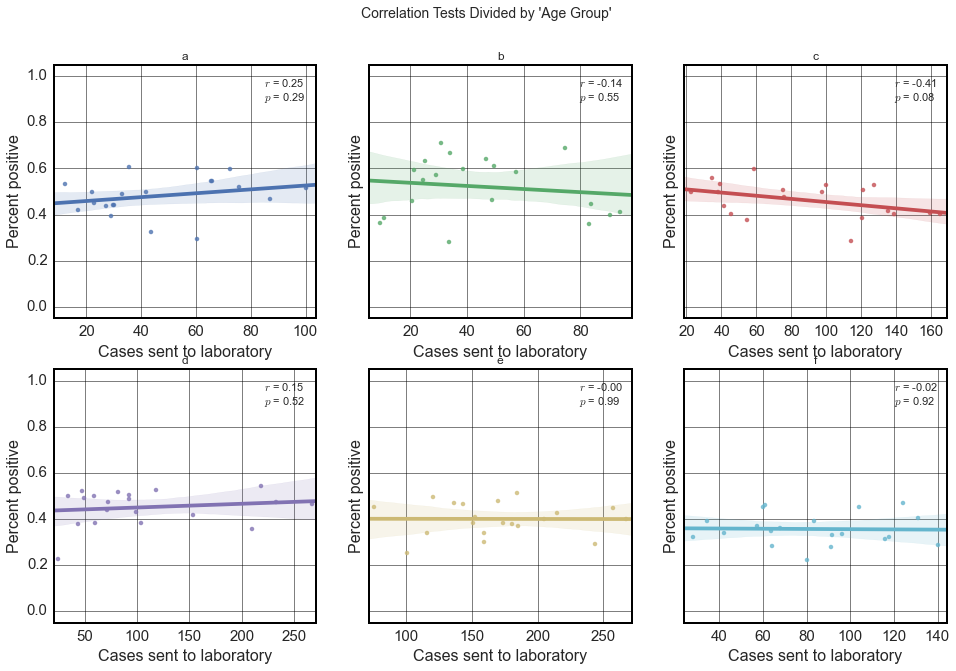 Correlation Tests Divided by 'Age Group'
a
b
c
r = 0.25
p = 0.29
r = -0.14
p = 0.55
r = -0.41
p = 0.08
1.0
0.8
0.6
0.4
0.2
0.0
Percent positive
Percent positive
Percent positive
20 40 60 80 100
20 40 60 80
20 40 60 80 100 120 140 160
Cases sent to laboratory
Cases sent to laboratory
Cases sent to laboratory
d
e
f
r = 0.15
p = 0.52
r = -0.00
p = 0.99
r = -0.02
p = 0.92
1.0
0.8
0.6
0.4
0.2
0.0
Percent positive
Percent positive
Percent positive
50 100 150 200 250
100 150 200 250
40 60 80 100 120 140
Cases sent to laboratory
Cases sent to laboratory
Cases sent to laboratory